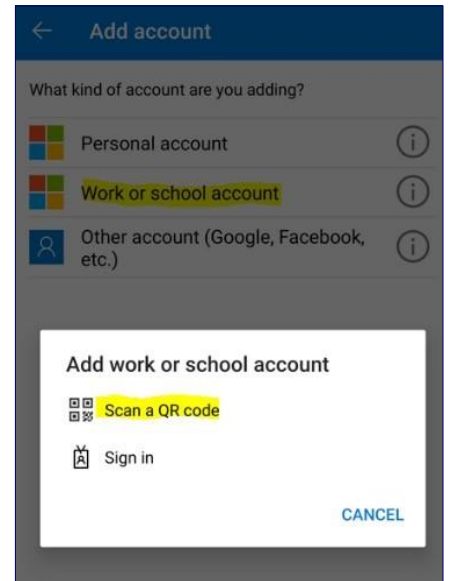 Add account
What kind of account are you adding?
Personal account
Work or school account
Other account (Google, Facebook,
etc.)
Add work or school account
Scan a QR code
Sign in
CANCEL